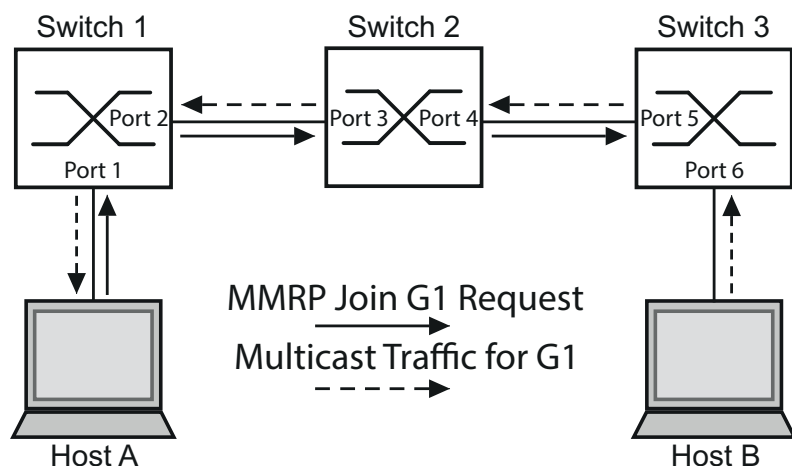 Switch 1
Switch 2
Switch 3
Port 2
Port 3
Port 4
Port 5
Port 1
Port 6
MMRP Join G1 Request
Multicast Traffic for G1
Host A
Host B